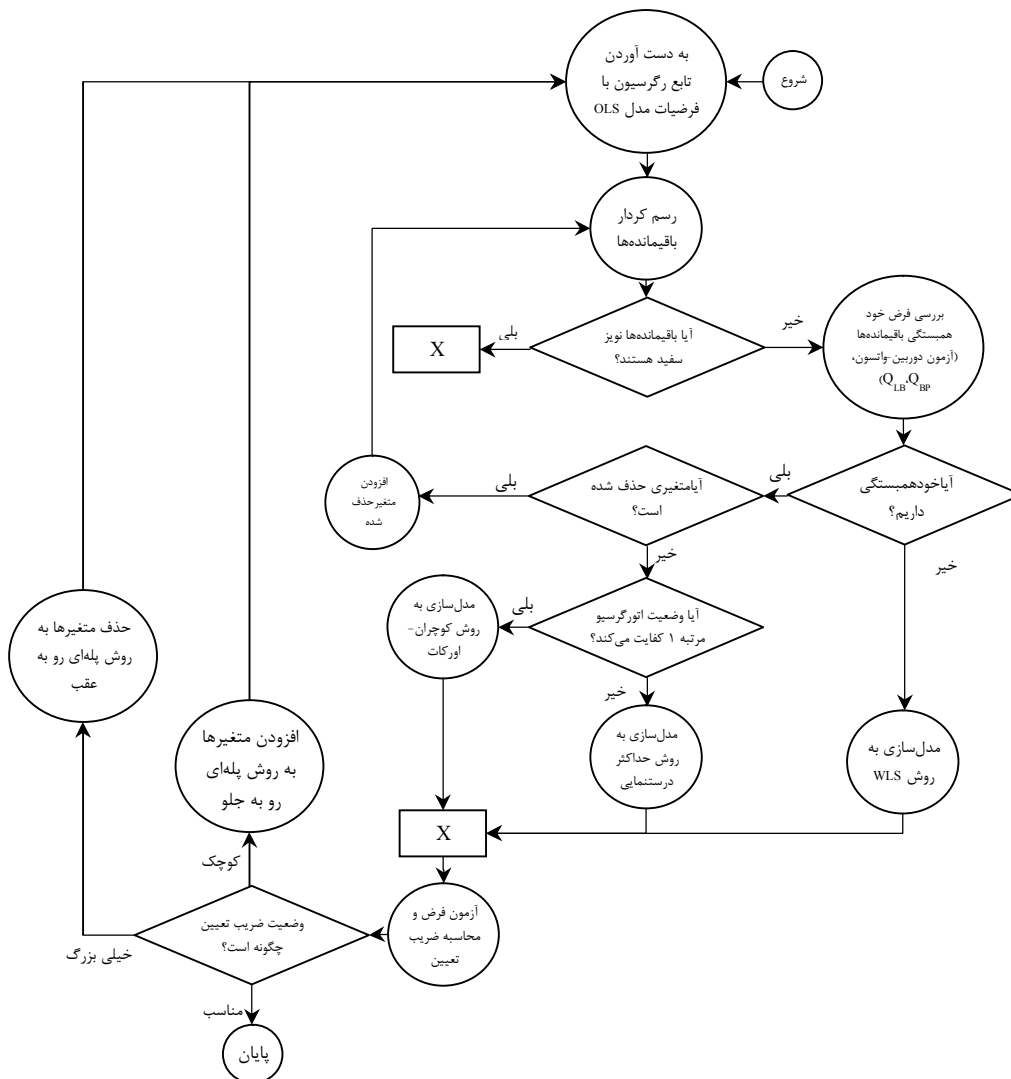 شروع
به دست آوردن
تابع رگرسیون با
فرضیات مدل OLS
رسم کردار
باقیمانده‌ها
آیا باقیمانده‌ها نویز
سفید هستند؟
بلی
X
خیر
بررسی فرض خود
همبستگی باقیمانده‌ها
(آزمون دوربین-واتسون،
Q_LB،Q_BP)
آیاخودهمبستگی
داریم؟
بلی
آیامتغیری حذف شده
است؟
بلی
افزودن
متغیرحذف
شده
خیر
خیر
آیا وضعیت اتورگرسیو
مرتبه ۱ کفایت می‌کند؟
بلی
مدل‌سازی به
روش کوچران-
اورکات
خیر
مدل‌سازی به
روش حداکثر
درستنمایی
مدل‌سازی به
روش WLS
X
آزمون فرض و
محاسبه ضریب
تعیین
وضعیت ضریب تعیین
چگونه است؟
کوچک
افزودن متغیرها
به روش پله‌ای
رو به جلو
خیلی بزرگ
حذف متغیرها به
روش پله‌ای رو به
عقب
مناسب
پایان